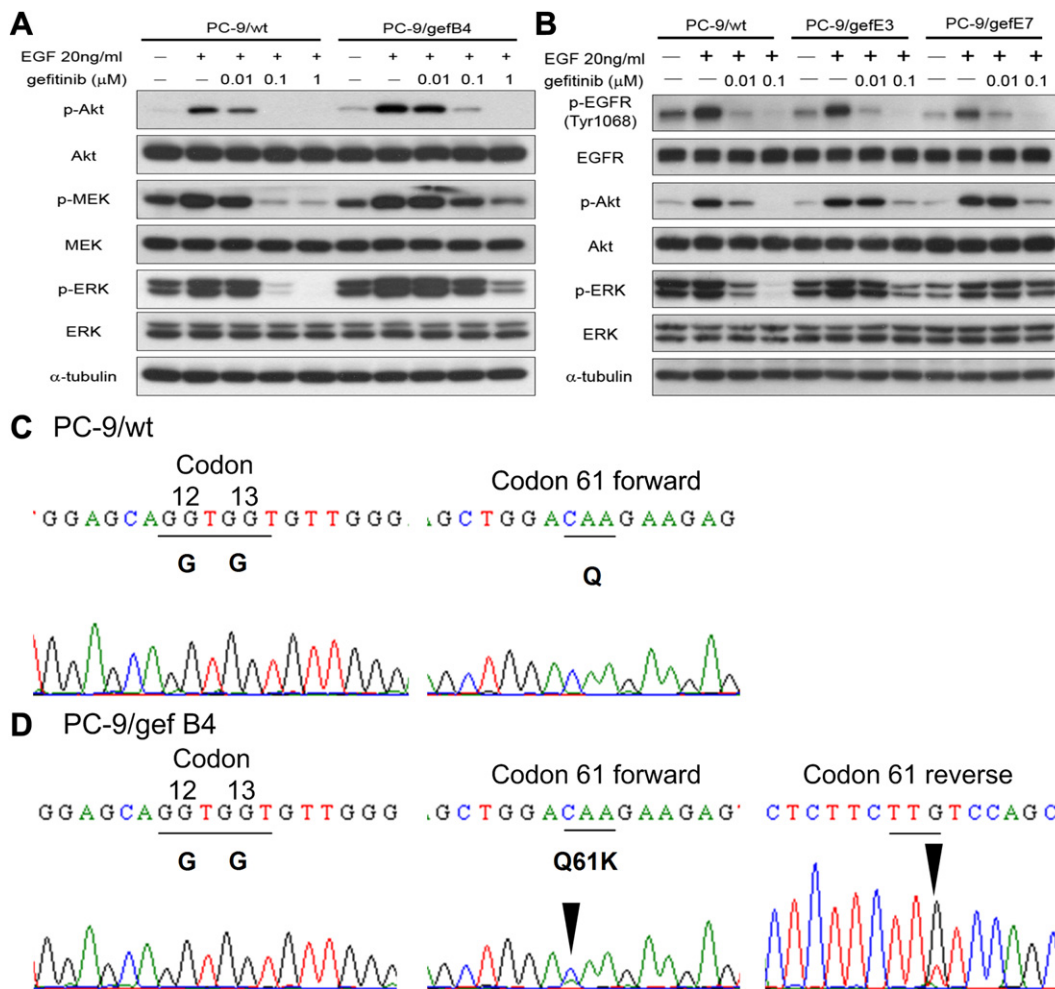 A
PC-9/wt PC-9/gefB4
EGF 20ng/ml — + + + + — + + + +
gefitinib (μM) — — 0.01 0.1 1 — — 0.01 0.1 1
p-Akt
Akt
p-MEK
MEK
p-ERK
ERK
α-tubulin
B
PC-9/wt PC-9/gefE3 PC-9/gefE7
EGF 20ng/ml — + + + — + + + — + + +
gefitinib (μM) — — 0.01 0.1 — — 0.01 0.1 — — 0.01 0.1
p-EGFR
(Tyr1068)
EGFR
p-Akt
Akt
p-ERK
ERK
α-tubulin
C PC-9/wt
Codon
12 13
GGAGCAGGTGGTGTTGGG
G G
Codon 61 forward
AGCTGGACAAGAAGAG
Q
D PC-9/gef B4
Codon
12 13
GGAGCAGGTGGTGTTGGG
G G
Codon 61 forward
AGCTGGACAAGAAGAG
Q61K
Codon 61 reverse
CTCTTCTTGTCCAGC